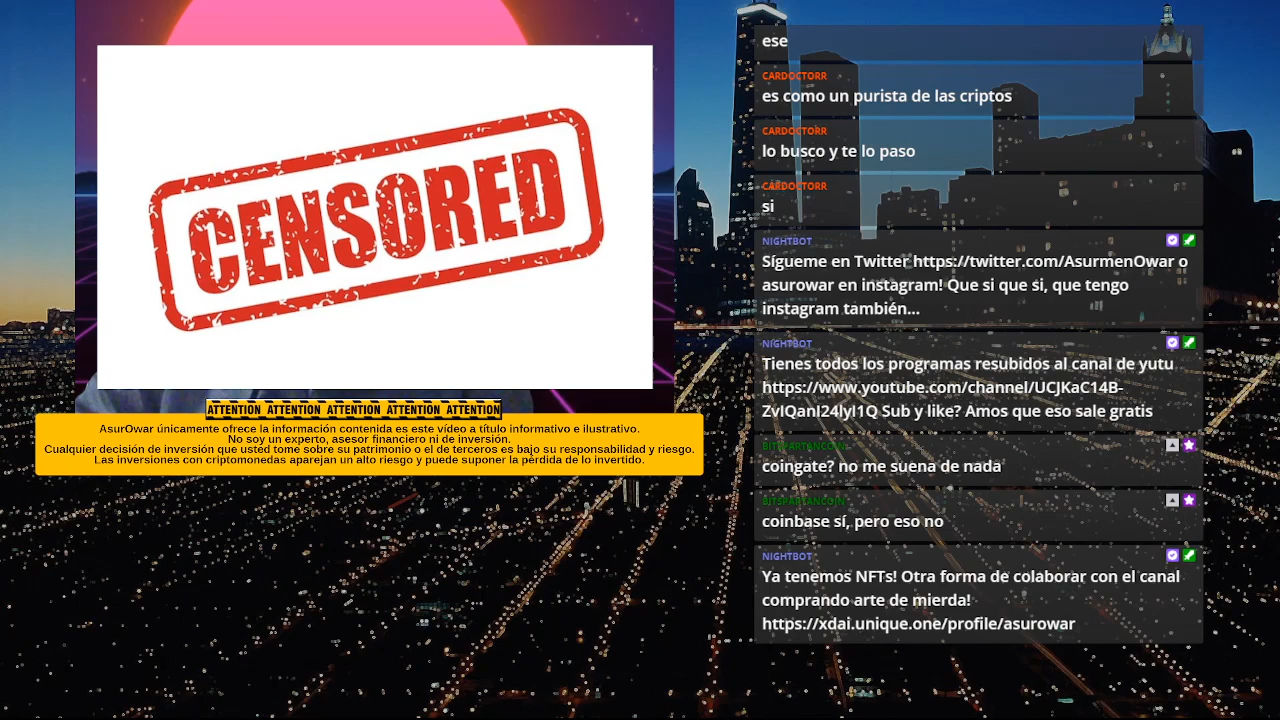 CENSORED
ATTENTION ATTENTION ATTENTION ATTENTION ATTENTION
AsurOwar únicamente ofrece la información contenida es este vídeo a título informativo e ilustrativo.
No soy un experto, asesor financiero ni de inversión.
Cualquier decisión de inversión que usted tome sobre su patrimonio o el de terceros es bajo su responsabilidad y riesgo.
Las inversiones con criptomonedas aparejan un alto riesgo y puede suponer la pérdida de lo invertido.
ese
CARDOCTORR
es como un purista de las criptos
CARDOCTORR
lo busco y te lo paso
CARDOCTORR
si
NIGHTBOT
Sígueme en Twitter https://twitter.com/AsurmenOwar o
asurowar en instagram! Que si que si, que tengo
instagram también...
NIGHTBOT
Tienes todos los programas resubidos al canal de yutu
https://www.youtube.com/channel/UCJKaC14B-
ZvIQanI24lyl1Q Sub y like? Amos que eso sale gratis
BITSPARTANCOIN
coingate? no me suena de nada
BITSPARTANCOIN
coinbase sí, pero eso no
NIGHTBOT
Ya tenemos NFTs! Otra forma de colaborar con el canal
comprando arte de mierda!
https://xdai.unique.one/profile/asurowar